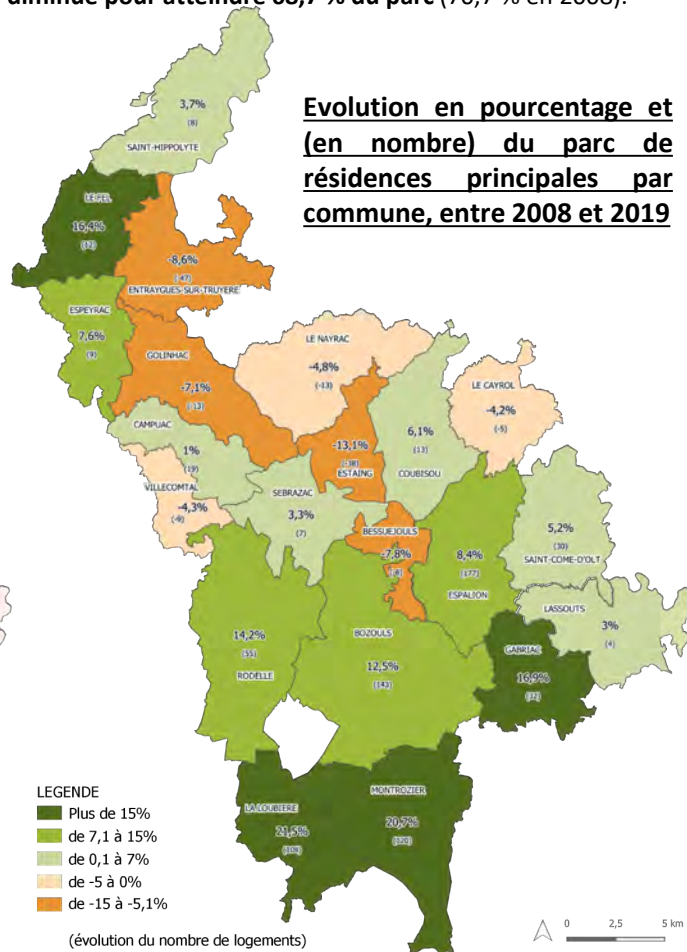 diminué pour atteindre 68,7 % du parc (70,7 % en 2008).
Evolution en pourcentage et
(en nombre) du parc de
résidences principales par
commune, entre 2008 et 2019
3,7%
(8)
SAINT-HIPPOLYTE
LE FEL
16,4%
(12)
-8,6%
(-47)
ENTRAYGUES-SUR-TRUYERE
ESPEYRAC
7,6%
(9)
GOLINHAC
-7,1%
(-13)
LE NAYRAC
-4,8%
(-13)
LE CAYROL
-4,2%
(-5)
CAMPUAC
1%
(19)
-13,1%
(-38)
ESTAING
6,1%
(13)
COUBISOU
VILLECOMTAL
-4,3%
(-9)
SEBRAZAC
3,3%
(7)
BESSUEJOULS
-7,8%
(-8)
8,4%
(177)
ESPALION
5,2%
(30)
SAINT-COME-D'OLT
LASSOUTS
3%
(4)
14,2%
(55)
RODELLE
BOZOULS
12,5%
(143)
GABRIAC
16,9%
MONTROZIER
20,7%
(120)
LA LOUBIERE
21,5%
LEGENDE
Plus de 15%
de 7,1 à 15%
de 0,1 à 7%
de -5 à 0%
de -15 à -5,1%
(évolution du nombre de logements)
0 2,5 5 km